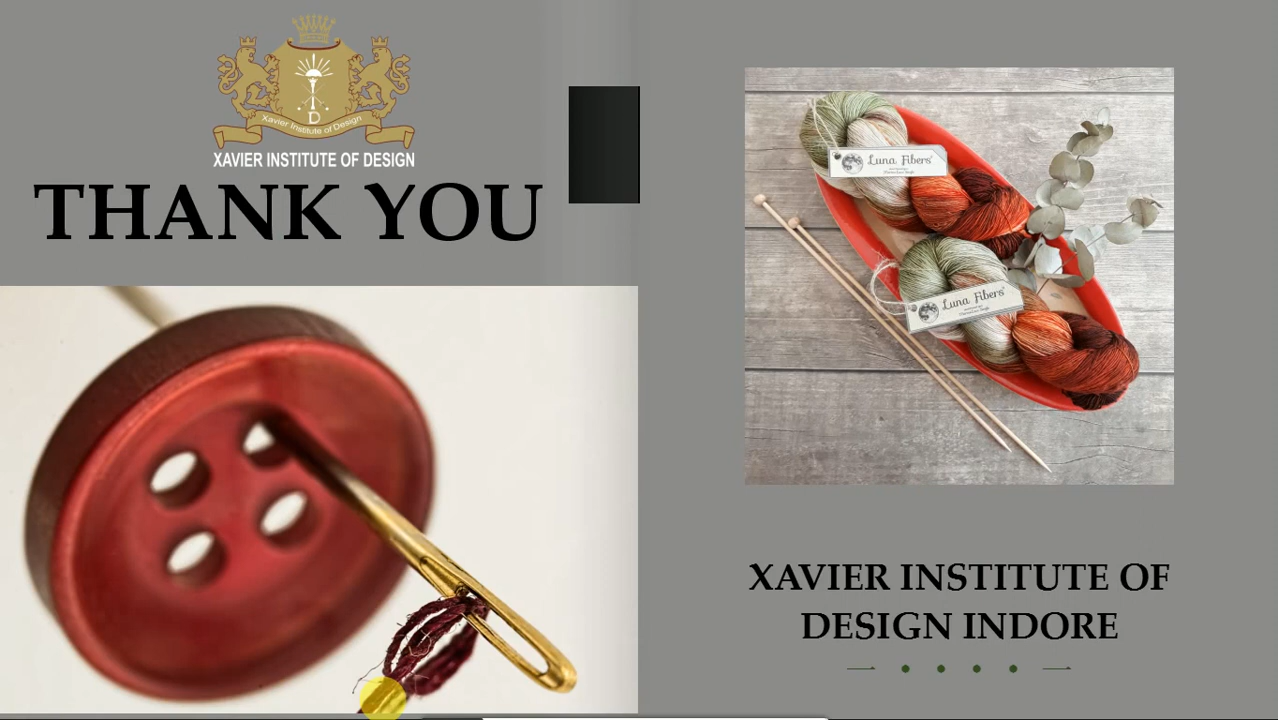 Xavier Institute of Design
D
XAVIER INSTITUTE OF DESIGN
THANK YOU
Luna Fibers
Luna Fibers
XAVIER INSTITUTE OF
DESIGN INDORE